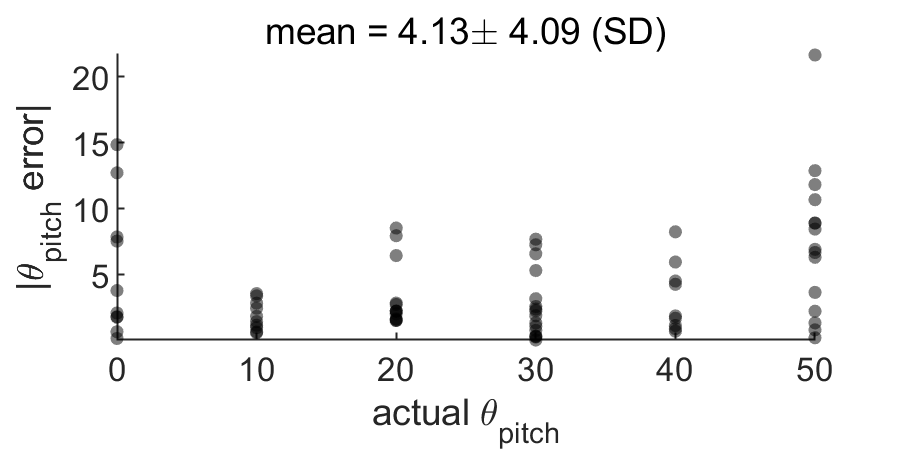 mean = 4.13± 4.09 (SD)
|θpitch error|
20
15
10
5
0 10 20 30 40 50
actual θpitch